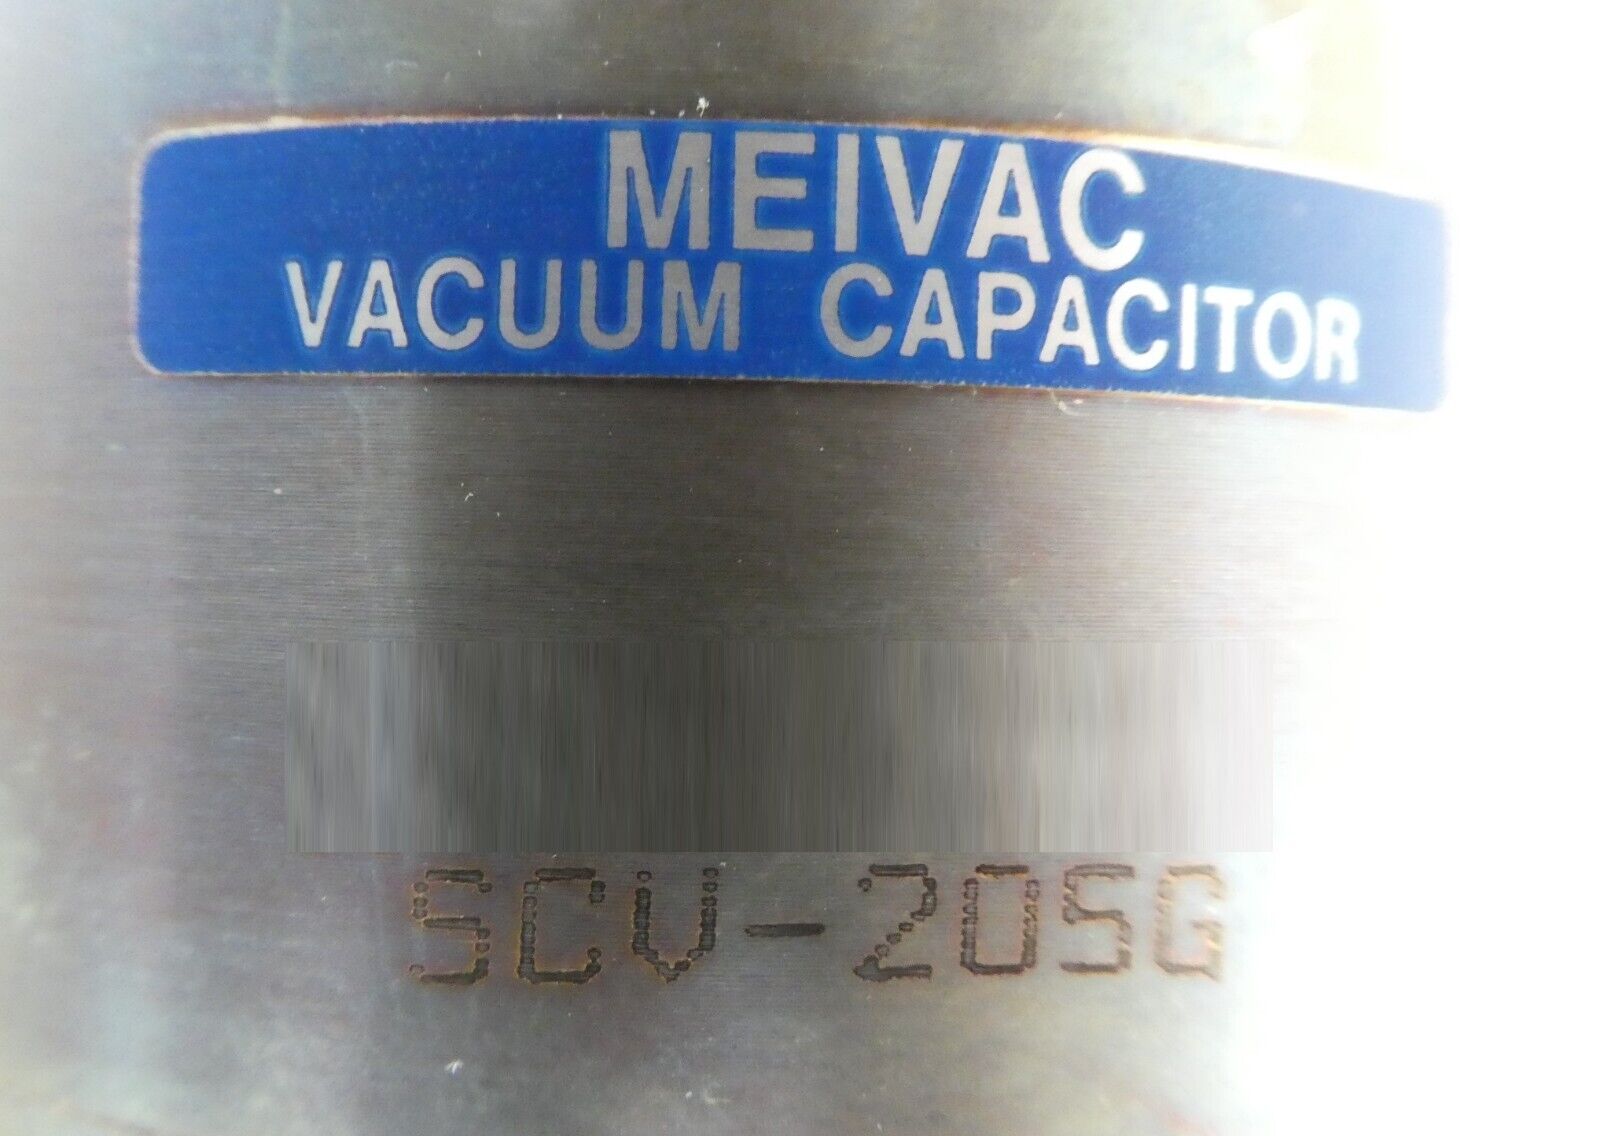 MEIVAC
VACUUM CAPACITOR
SCV-205G